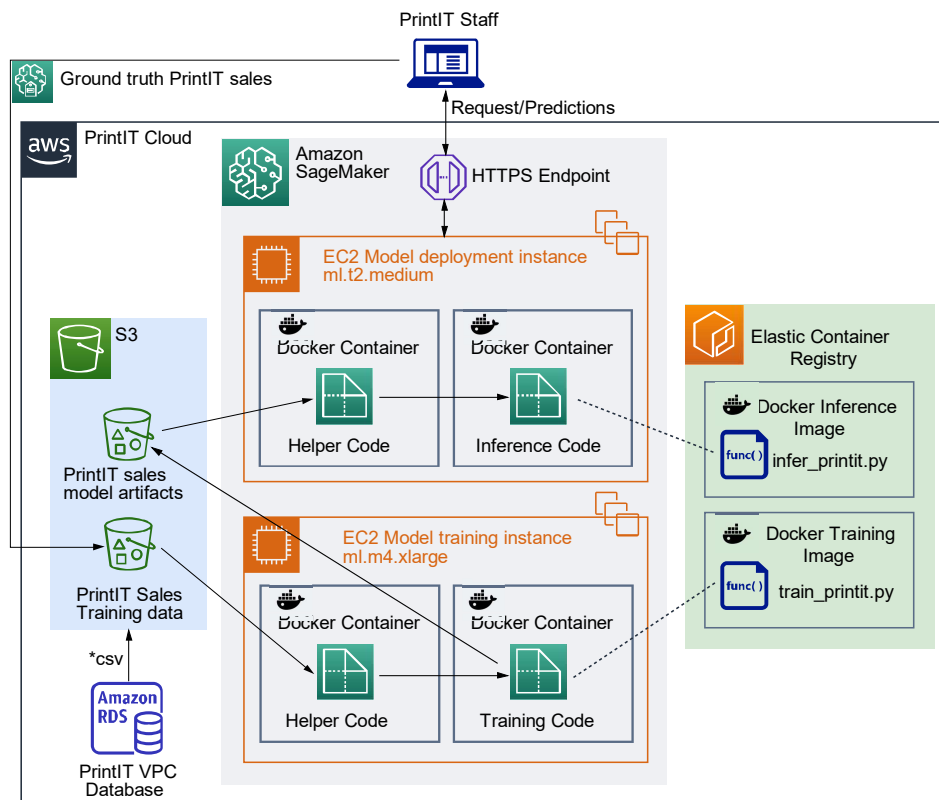 PrintIT Staff
Ground truth PrintIT sales
Request/Predictions
aws
PrintIT Cloud
Amazon
SageMaker
HTTPS Endpoint
EC2 Model deployment instance
ml.t2.medium
Docker Container
Docker Container
Helper Code
Inference Code
S3
PrintIT sales
model artifacts
PrintIT Sales
Training data
*csv
Amazon
RDS
PrintIT VPC
Database
EC2 Model training instance
ml.m4.xlarge
Docker Container
Docker Container
Helper Code
Training Code
Elastic Container
Registry
Docker Inference
Image
func( )
infer_printit.py
Docker Training
Image
func( )
train_printit.py